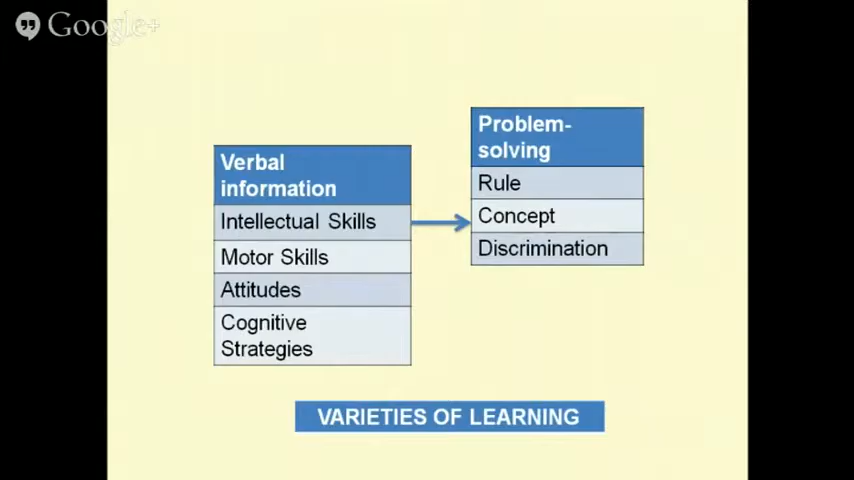 Google+
Verbal
information
Intellectual Skills
Motor Skills
Attitudes
Cognitive
Strategies
Problem-
solving
Rule
Concept
Discrimination
VARIETIES OF LEARNING